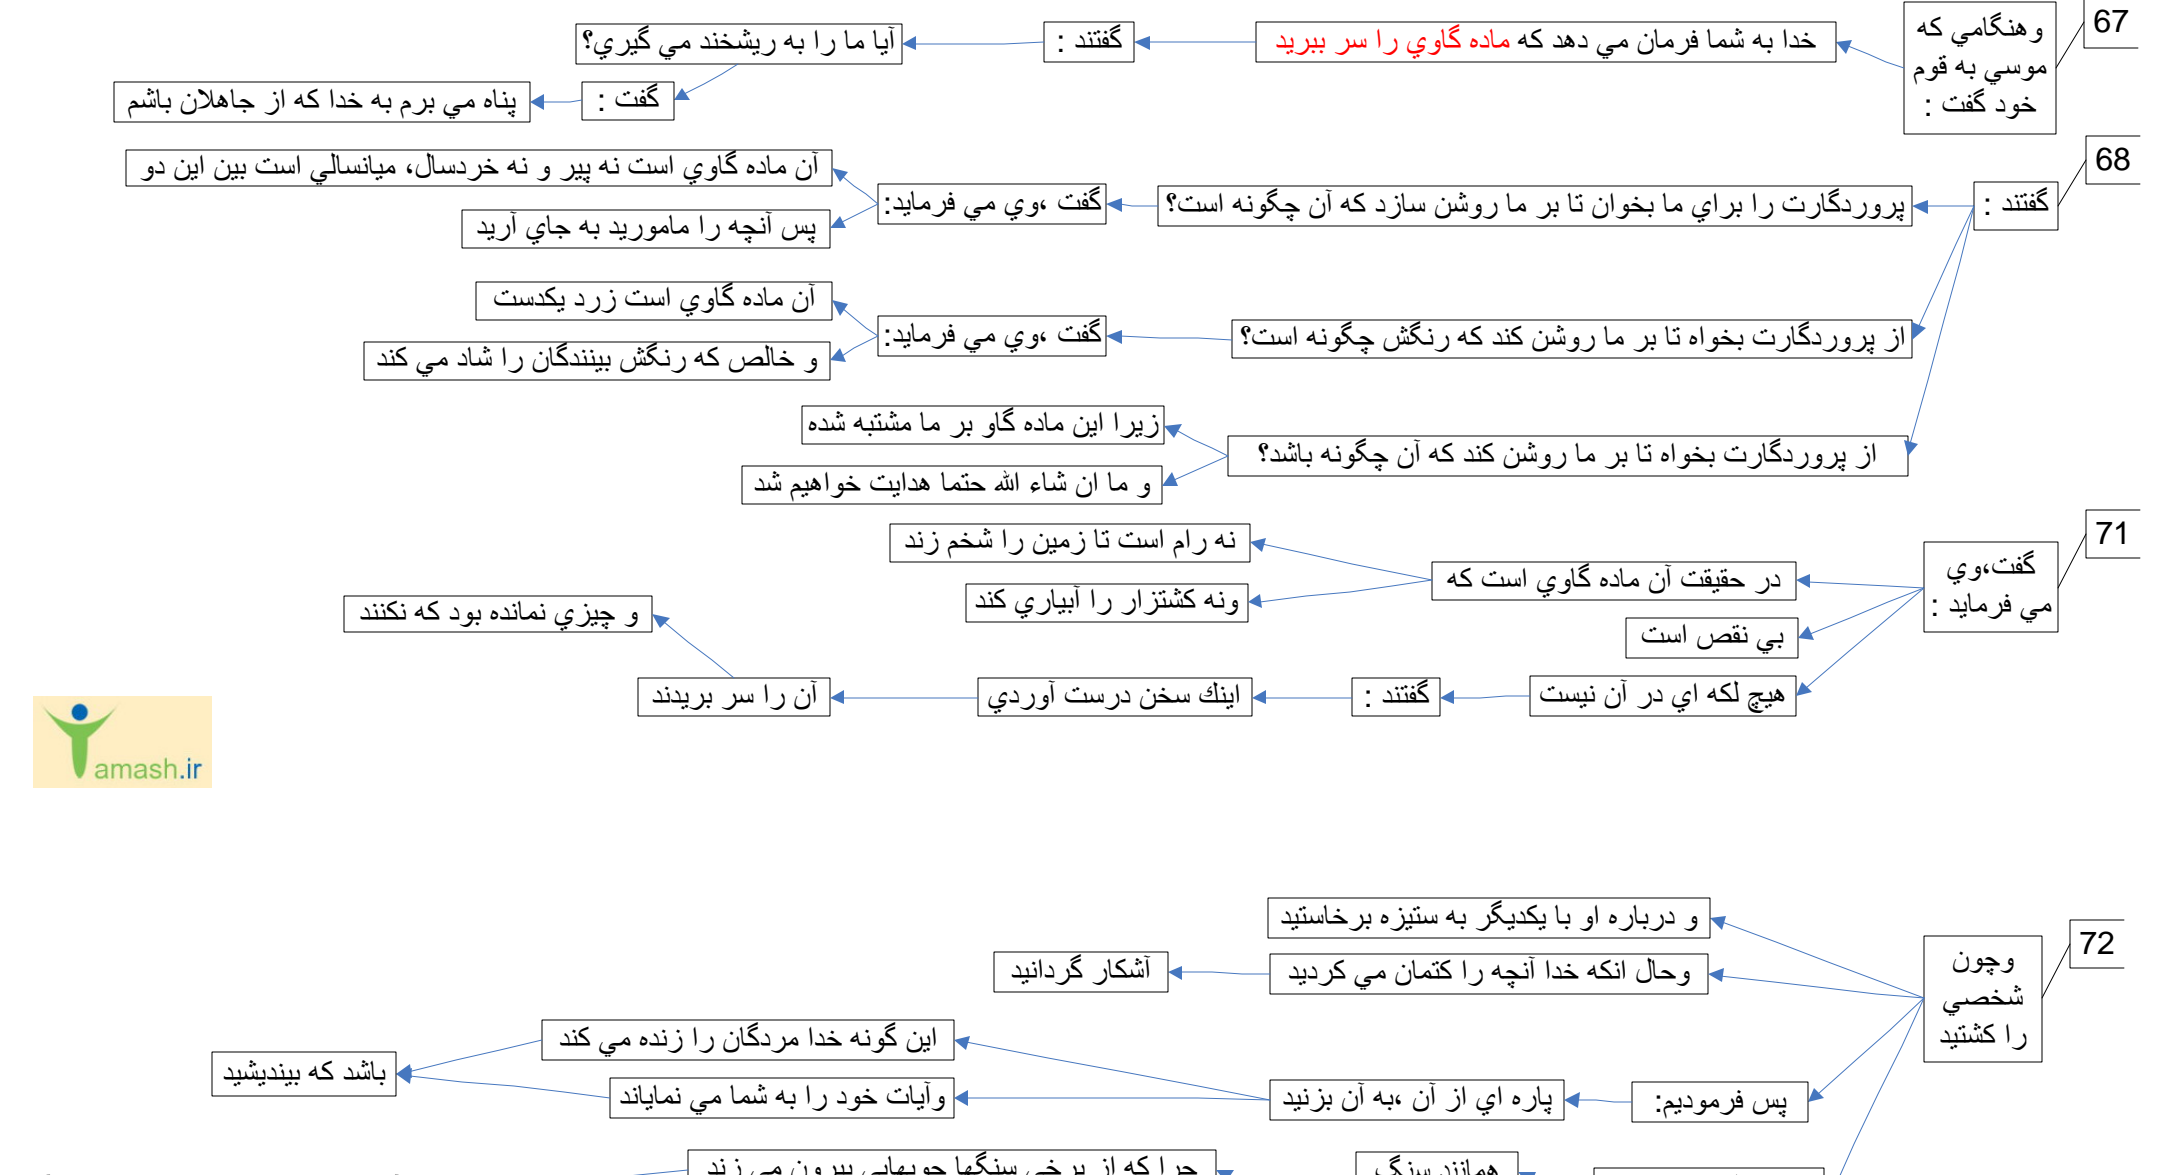 67
وهنگامي كه
موسي به قوم
خود گفت :
خدا به شما فرمان مي دهد كه ماده گاوي را سر ببريد
گفتند :
آيا ما را به ريشخند مي گيري؟
گفت :
پناه مي برم به خدا كه از جاهلان باشم
68
گفتند :
پروردگارت را براي ما بخوان تا بر ما روشن سازد كه آن چگونه است؟
گفت ،وي مي فرمايد:
آن ماده گاوي است نه پير و نه خردسال، ميانسالي است بين اين دو
پس آنچه را ماموريد به جاي آريد
از پروردگارت بخواه تا بر ما روشن كند كه رنگش چگونه است؟
گفت ،وي مي فرمايد:
آن ماده گاوي است زرد يكدست
و خالص كه رنگش بينندگان را شاد مي كند
از پروردگارت بخواه تا بر ما روشن كند كه آن چگونه باشد؟
زيرا اين ماده گاو بر ما مشتبه شده
و ما ان شاء الله حتما هدايت خواهيم شد
71
گفت،وي
مي فرمايد :
در حقيقت آن ماده گاوي است كه
نه رام است تا زمين را شخم زند
ونه كشتزار را آبياري كند
بي نقص است
هيچ لكه اي در آن نيست
گفتند :
اينك سخن درست آوردي
آن را سر بريدند
و چيزي نمانده بود كه نكنند
amash.ir
72
وچون
شخصي
را كشتيد
و درباره او با يكديگر به ستيزه برخاستيد
وحال انكه خدا آنچه را كتمان مي كرديد
آشكار گردانيد
پس فرموديم:
پاره اي از آن ،به آن بزنيد
اين گونه خدا مردگان را زنده مي كند
وآيات خود را به شما مي نماياند
باشد كه بينديشيد
همانند سنگ
چرا كه از برخي سنگها جويهايي بيرون مي زند